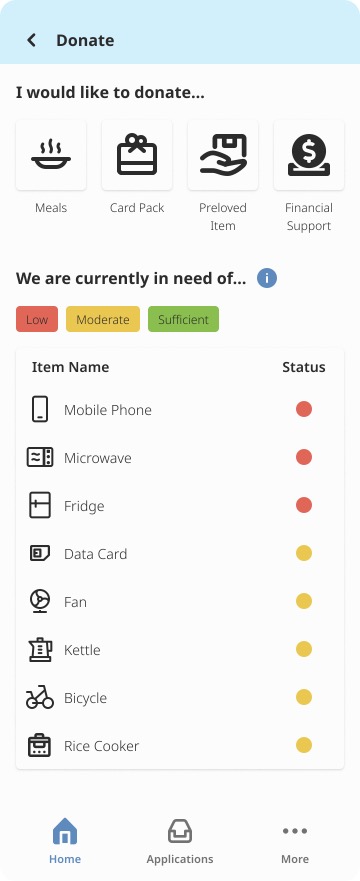 Donate
I would like to donate...
Meals
Card Pack
Preloved
Item
Financial
Support
We are currently in need of...
i
Low
Moderate
Sufficient
Item Name
Status
Mobile Phone
Microwave
Fridge
Data Card
Fan
Kettle
Bicycle
Rice Cooker
Home
Applications
More